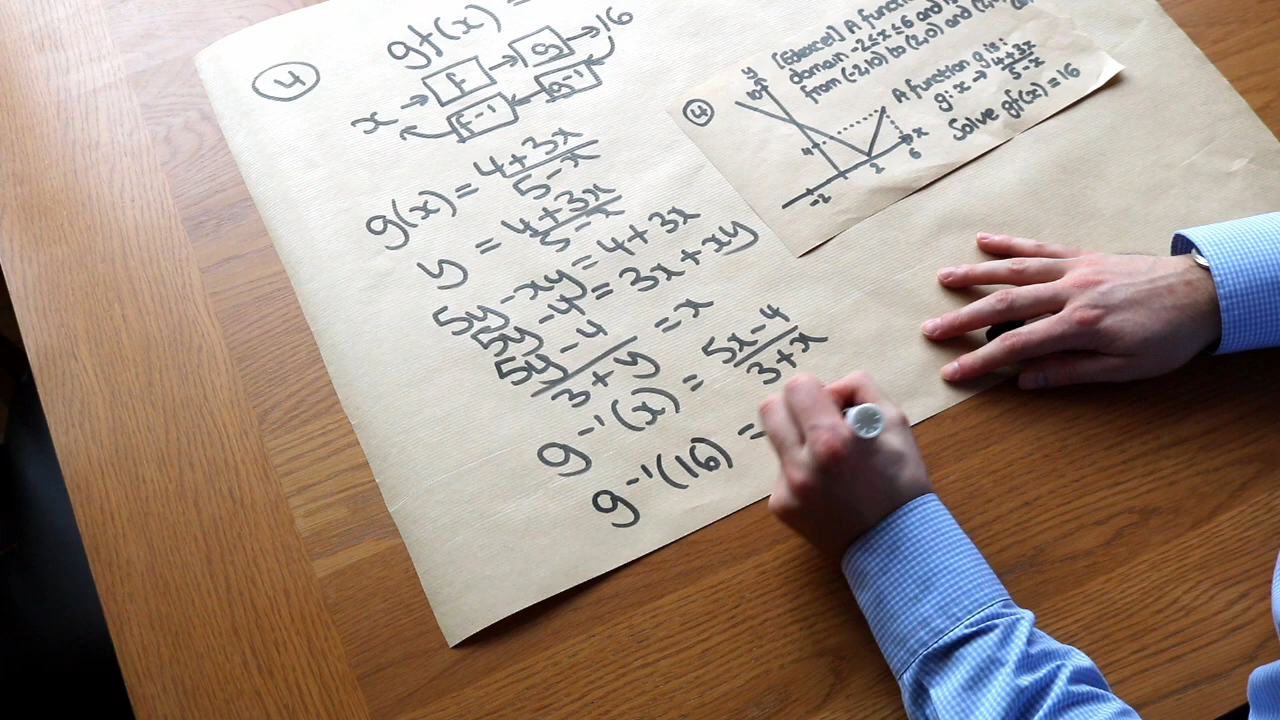 4
gf(x) =
x → f → g → 16
f⁻¹ g⁻¹
g(x) = 4+3x / 5-x
y = 4+3x / 5-x
5y - xy = 4+3x
5y - 4 = 3x + xy
5y - 4 / 3+y = x
g⁻¹(x) = 5x-4 / 3+x
g⁻¹(16) =
4
[Edexcel] A function
domain -2≤x≤6 and
from (-2,10) to (2,0) and
y
10
4
-2
2
6
x
A function g is:
g: x → 4+3x / 5-x
Solve gf(x) = 16